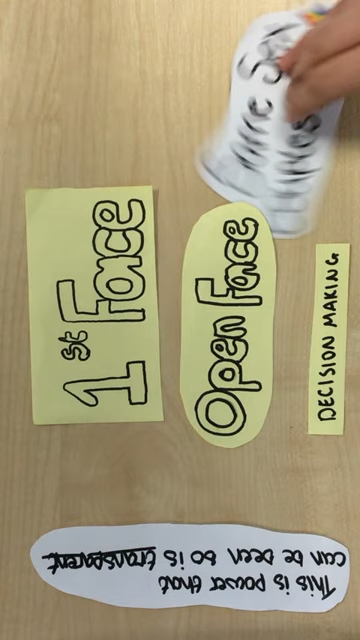 1st Face
Open Face
DECISION MAKING
This is power that
can be seen so is transparent